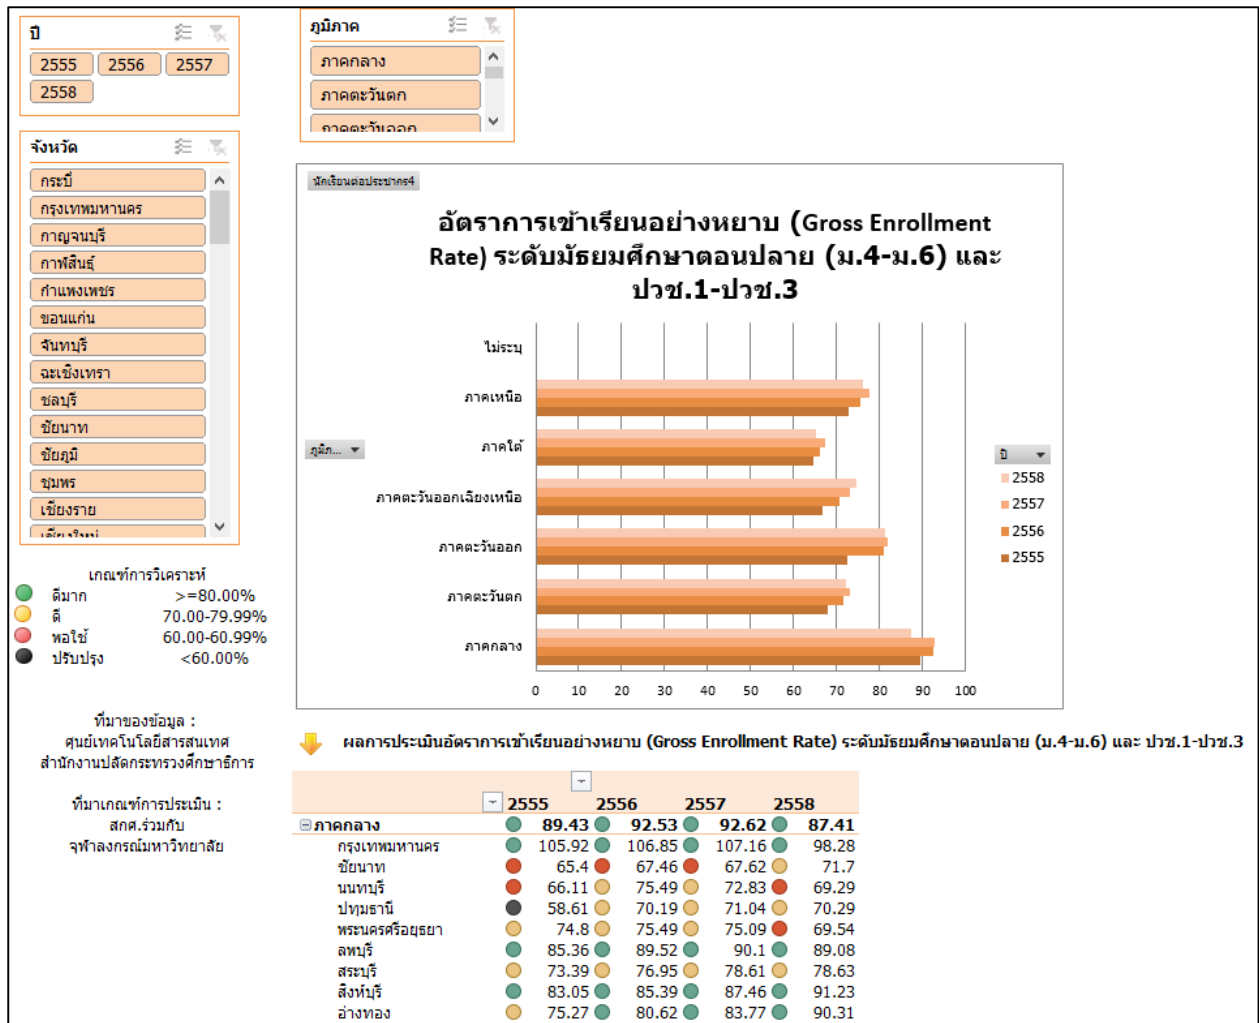 ปี
2555 2556 2557
2558
ภูมิภาค
ภาคกลาง
ภาคตะวันตก
ภาคตะวันออก
จังหวัด
กระบี่
กรุงเทพมหานคร
กาญจนบุรี
กาฬสินธุ์
กำแพงเพชร
ขอนแก่น
จันทบุรี
ฉะเชิงเทรา
ชลบุรี
ชัยนาท
ชัยภูมิ
ชุมพร
เชียงราย
เชียงใหม่
เกณฑ์การวิเคราะห์
ดีมาก >=80.00%
ดี 70.00-79.99%
พอใช้ 60.00-60.99%
ปรับปรุง <60.00%
ที่มาของข้อมูล :
ศูนย์เทคโนโลยีสารสนเทศ
สำนักงานปลัดกระทรวงศึกษาธิการ
ที่มาเกณฑ์การประเมิน :
สกศ.ร่วมกับ
จุฬาลงกรณ์มหาวิทยาลัย
นักเรียนต่อประชากร4
อัตราการเข้าเรียนอย่างหยาบ (Gross Enrollment
Rate) ระดับมัธยมศึกษาตอนปลาย (ม.4-ม.6) และ
ปวช.1-ปวช.3
ไม่ระบุ
ภาคเหนือ
ภาคใต้
ภาคตะวันออกเฉียงเหนือ
ภาคตะวันออก
ภาคตะวันตก
ภาคกลาง
ภูมิภ...
0 10 20 30 40 50 60 70 80 90 100
ปี
2558
2557
2556
2555
ผลการประเมินอัตราการเข้าเรียนอย่างหยาบ (Gross Enrollment Rate) ระดับมัธยมศึกษาตอนปลาย (ม.4-ม.6) และ ปวช.1-ปวช.3
2555 2556 2557 2558
ภาคกลาง 89.43 92.53 92.62 87.41
กรุงเทพมหานคร 105.92 106.85 107.16 98.28
ชัยนาท 65.4 67.46 67.62 71.7
นนทบุรี 66.11 75.49 72.83 69.29
ปทุมธานี 58.61 70.19 71.04 70.29
พระนครศรีอยุธยา 74.8 75.49 75.09 69.54
ลพบุรี 85.36 89.52 90.1 89.08
สระบุรี 73.39 76.95 78.61 78.63
สิงห์บุรี 83.05 85.39 87.46 91.23
อ่างทอง 75.27 80.62 83.77 90.31